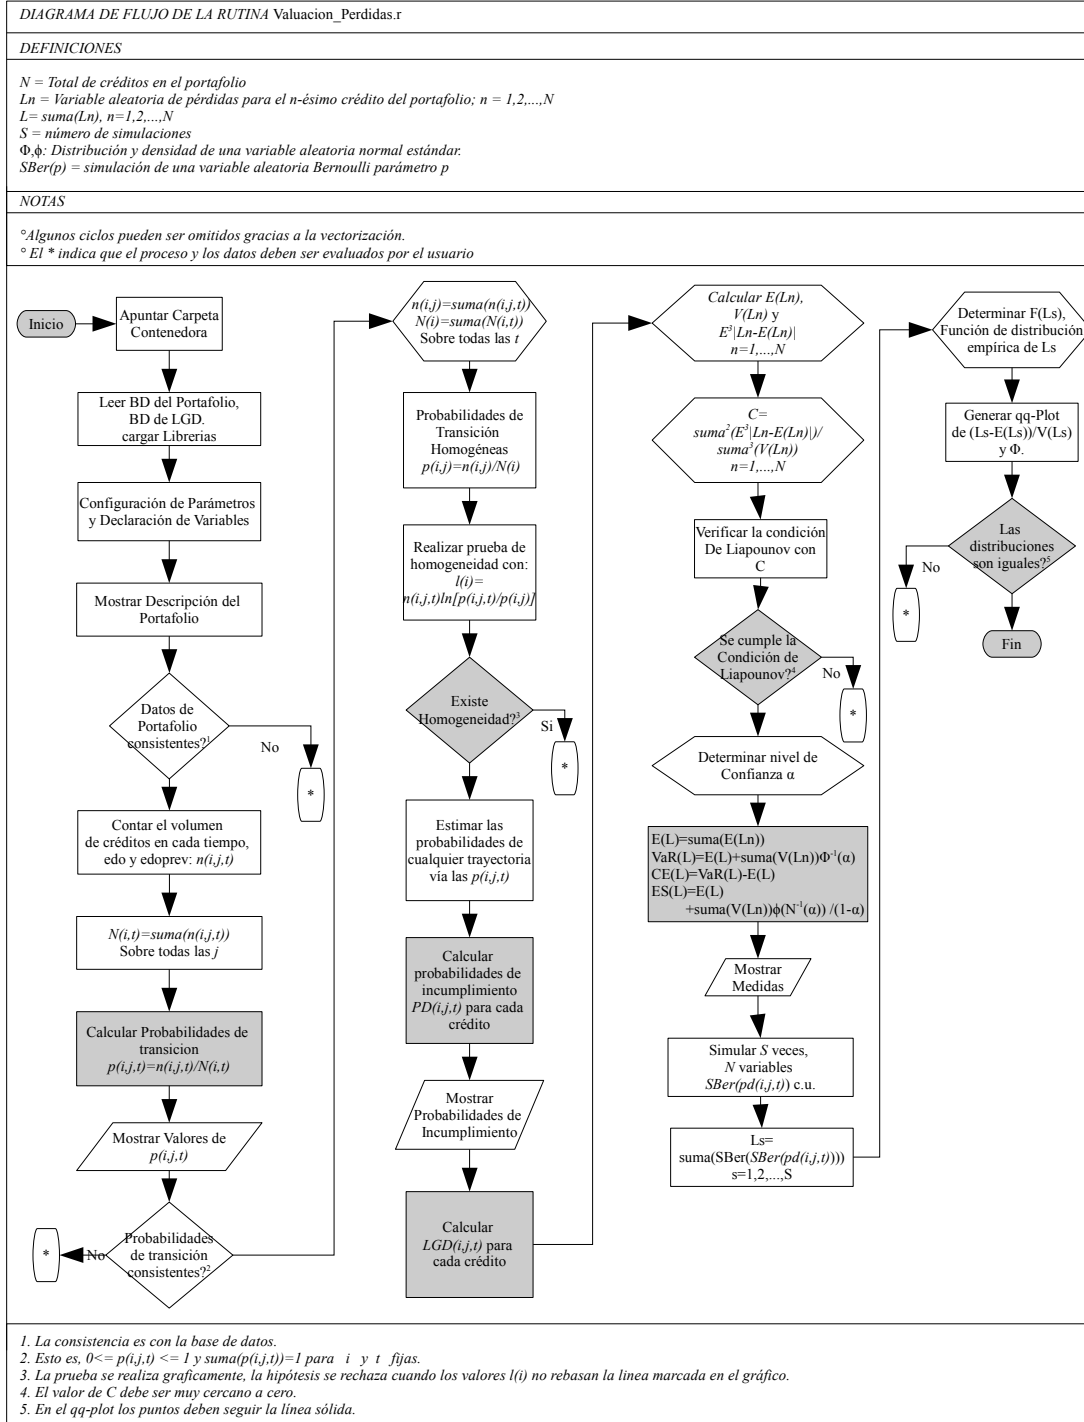 DIAGRAMA DE FLUJO DE LA RUTINA Valuacion_Perdidas.r
DEFINICIONES
N = Total de créditos en el portafolio
Ln = Variable aleatoria de pérdidas para el n-ésimo crédito del portafolio; n = 1,2,...,N
L= suma(Ln), n=1,2,...,N
S = número de simulaciones
Φ,ϕ: Distribución y densidad de una variable aleatoria normal estándar.
SBer(p) = simulación de una variable aleatoria Bernoulli parámetro p
NOTAS
°Algunos ciclos pueden ser omitidos gracias a la vectorización.
° El * indica que el proceso y los datos deben ser evaluados por el usuario
Inicio
Apuntar Carpeta
Contenedora
Leer BD del Portafolio,
BD de LGD.
cargar Librerias
Configuración de Parámetros
y Declaración de Variables
Mostrar Descripción del
Portafolio
Datos de
Portafolio
consistentes?¹
No
*
Contar el volumen
de créditos en cada tiempo,
edo y edoprev: n(i,j,t)
N(i,t)=suma(n(i,j,t))
Sobre todas las j
Calcular Probabilidades de
transicion
p(i,j,t)=n(i,j,t)/N(i,t)
Mostrar Valores de
p(i,j,t)
Probabilidades
de transición
consistentes?²
No
*
n(i,j)=suma(n(i,j,t))
N(i)=suma(N(i,t))
Sobre todas las t
Probabilidades de
Transición
Homogéneas
p(i,j)=n(i,j)/N(i)
Realizar prueba de
homogeneidad con:
l(i)=
n(i,j,t)ln[p(i,j,t)/p(i,j)]
Existe
Homogeneidad?³
Si
*
Estimar las
probabilidades de
cualquier trayectoria
vía las p(i,j,t)
Calcular
probabilidades de
incumplimiento
PD(i,j,t) para cada
crédito
Mostrar
Probabilidades de
Incumplimiento
Calcular
LGD(i,j,t) para
cada crédito
Calcular E(Ln),
V(Ln) y
E³|Ln-E(Ln)|
n=1,...,N
C=
suma²(E³|Ln-E(Ln)|)/
suma³(V(Ln))
n=1,...,N
Verificar la condición
De Liapounov con
C
Se cumple la
Condición de
Liapounov?⁴
No
*
Determinar nivel de
Confianza α
E(L)=suma(E(Ln))
VaR(L)=E(L)+suma(V(Ln))Φ⁻¹(α)
CE(L)=VaR(L)-E(L)
ES(L)=E(L)
+suma(V(Ln))ϕ(N⁻¹(α)) /(1-α)
Mostrar
Medidas
Simular S veces,
N variables
SBer(pd(i,j,t)) c.u.
Ls=
suma(SBer(SBer(pd(i,j,t))))
s=1,2,...,S
Determinar F(Ls),
Función de distribución
empírica de Ls
Generar qq-Plot
de (Ls-E(Ls))/V(Ls)
y Φ.
Las
distribuciones
son iguales?⁵
No
*
Fin
1. La consistencia es con la base de datos.
2. Esto es, 0<= p(i,j,t) <= 1 y suma(p(i,j,t))=1 para i y t fijas.
3. La prueba se realiza graficamente, la hipótesis se rechaza cuando los valores l(i) no rebasan la linea marcada en el gráfico.
4. El valor de C debe ser muy cercano a cero.
5. En el qq-plot los puntos deben seguir la línea sólida.